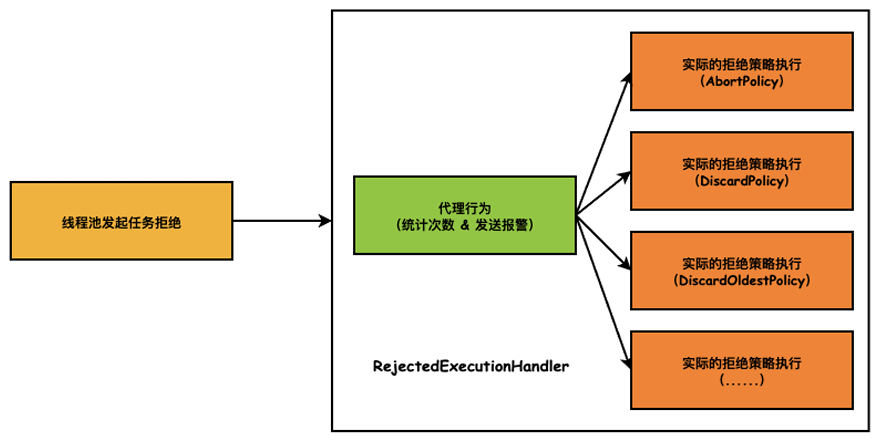 线程池发起任务拒绝
代理行为
（统计次数 & 发送报警）
RejectedExecutionHandler
实际的拒绝策略执行
（AbortPolicy）
实际的拒绝策略执行
（DiscardPolicy）
实际的拒绝策略执行
（DiscardOldestPolicy）
实际的拒绝策略执行
（......）